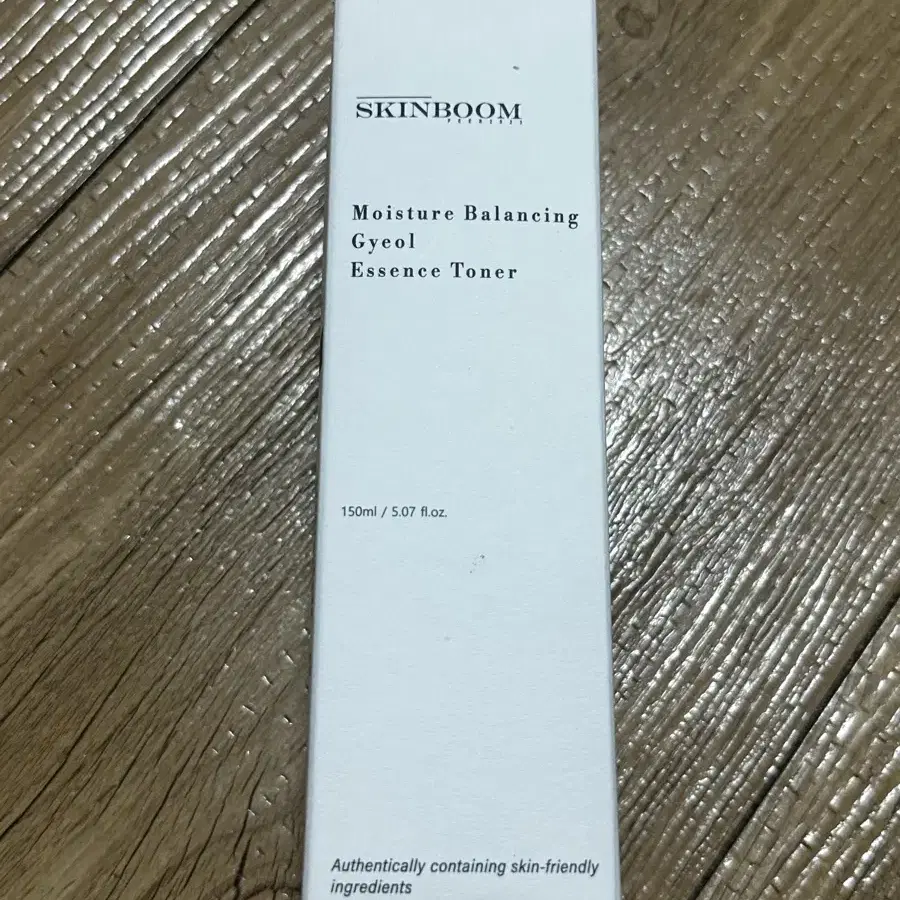 SKINBOOM
Moisture Balancing
Gyeol
Essence Toner
150ml / 5.07 fl.oz.
Authentically containing skin-friendly
ingredients